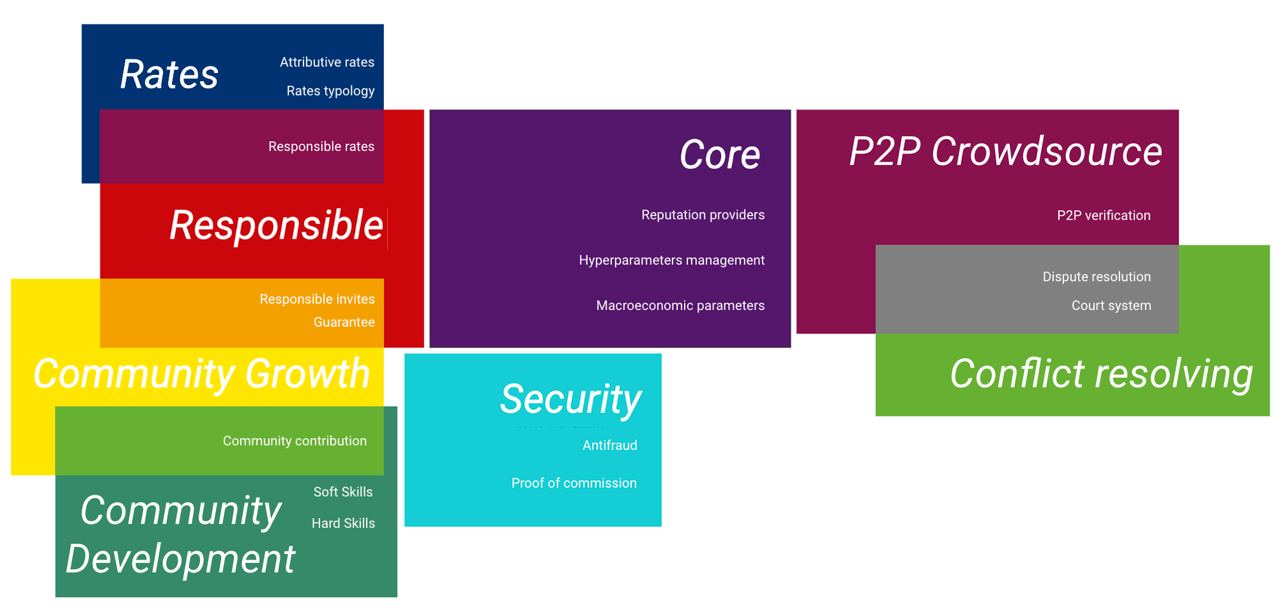 Rates
Attributive rates
Rates typology
Responsible rates
Responsible
Responsible invites
Guarantee
Community Growth
Community contribution
Community
Development
Soft Skills
Hard Skills
Core
Reputation providers
Hyperparameters management
Macroeconomic parameters
Security
Antifraud
Proof of commission
P2P Crowdsource
P2P verification
Dispute resolution
Court system
Conflict resolving